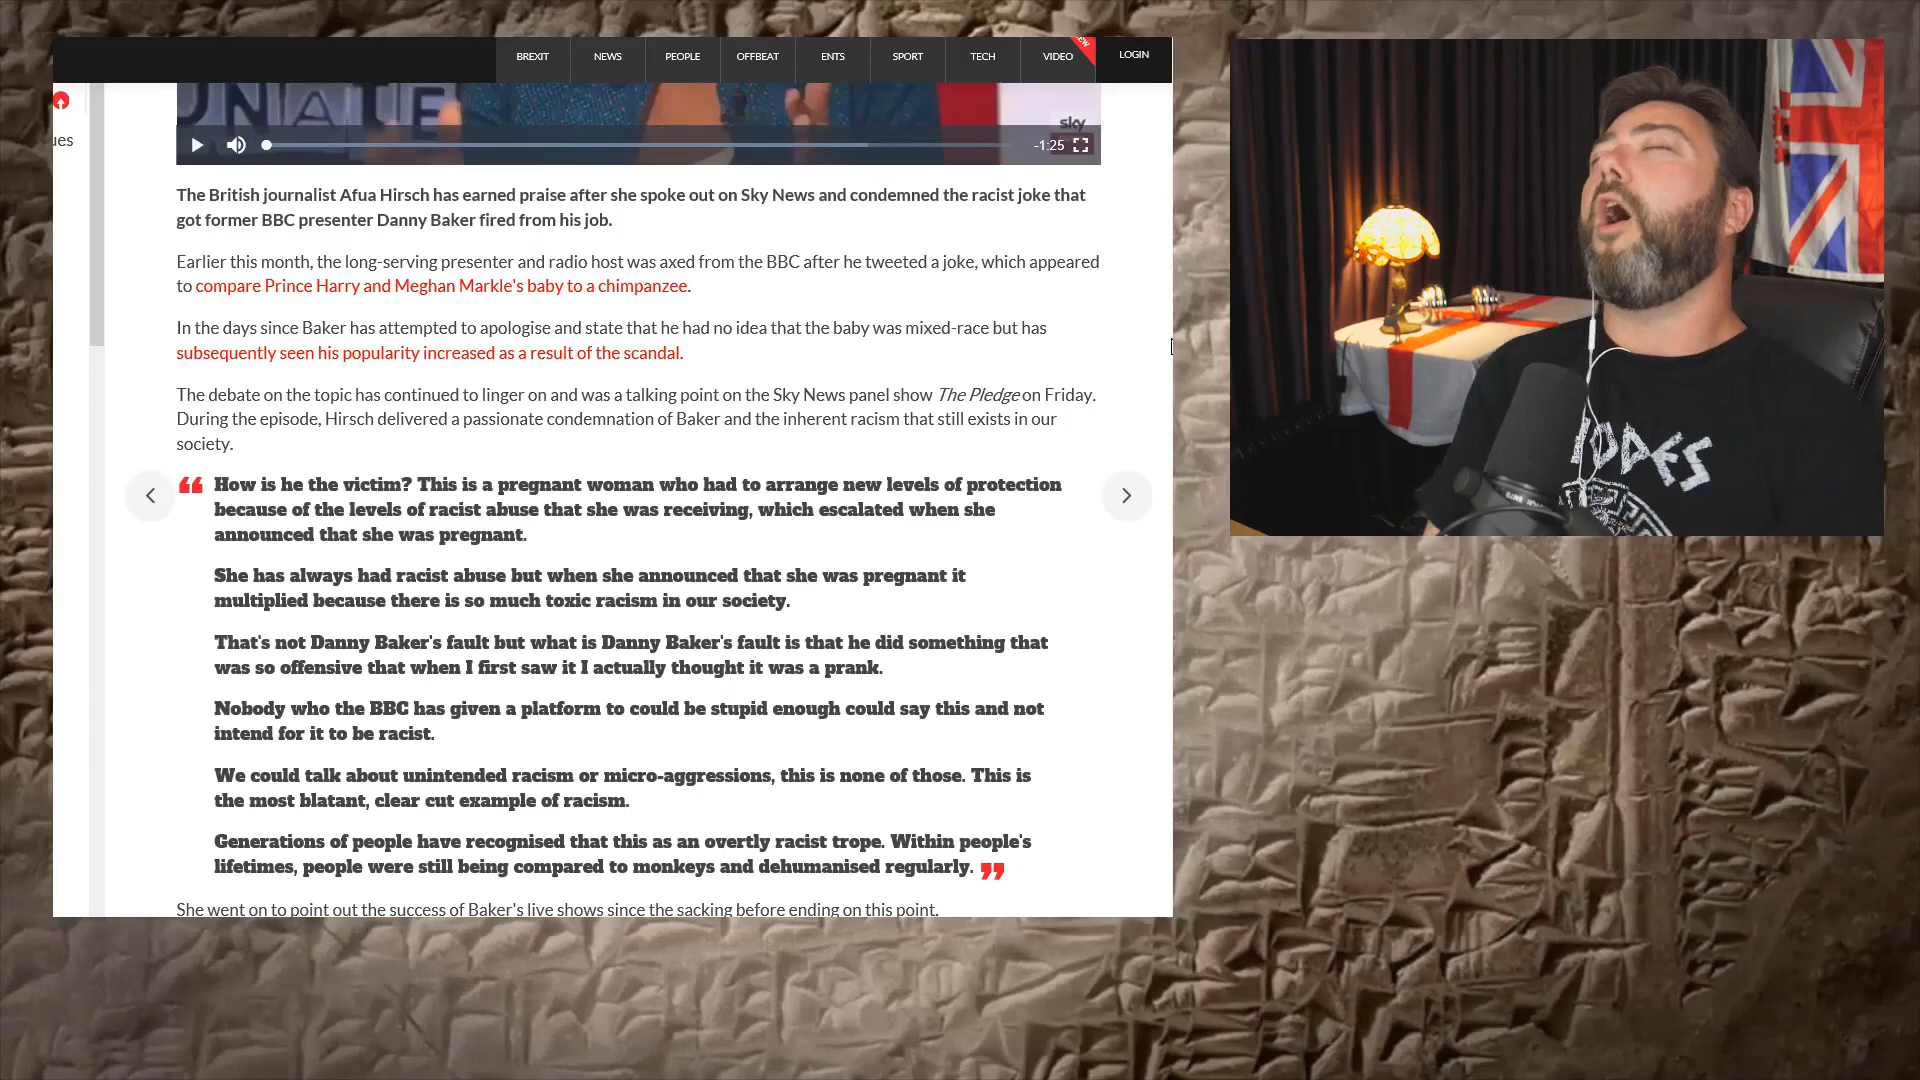 BREXIT NEWS PEOPLE OFFBEAT ENTS SPORT TECH VIDEO LOGIN
ues
UNATE
sky
-1:25
The British journalist Afua Hirsch has earned praise after she spoke out on Sky News and condemned the racist joke that
got former BBC presenter Danny Baker fired from his job.
Earlier this month, the long-serving presenter and radio host was axed from the BBC after he tweeted a joke, which appeared
to compare Prince Harry and Meghan Markle's baby to a chimpanzee.
In the days since Baker has attempted to apologise and state that he had no idea that the baby was mixed-race but has
subsequently seen his popularity increased as a result of the scandal.
The debate on the topic has continued to linger on and was a talking point on the Sky News panel show The Pledge on Friday.
During the episode, Hirsch delivered a passionate condemnation of Baker and the inherent racism that still exists in our
society.
“ How is he the victim? This is a pregnant woman who had to arrange new levels of protection
because of the levels of racist abuse that she was receiving, which escalated when she
announced that she was pregnant.
She has always had racist abuse but when she announced that she was pregnant it
multiplied because there is so much toxic racism in our society.
That's not Danny Baker's fault but what is Danny Baker's fault is that he did something that
was so offensive that when I first saw it I actually thought it was a prank.
Nobody who the BBC has given a platform to could be stupid enough could say this and not
intend for it to be racist.
We could talk about unintended racism or micro-aggressions, this is none of those. This is
the most blatant, clear cut example of racism.
Generations of people have recognised that this as an overtly racist trope. Within people's
lifetimes, people were still being compared to monkeys and dehumanised regularly. ”
She went on to point out the success of Baker's live shows since the sacking before ending on this point.